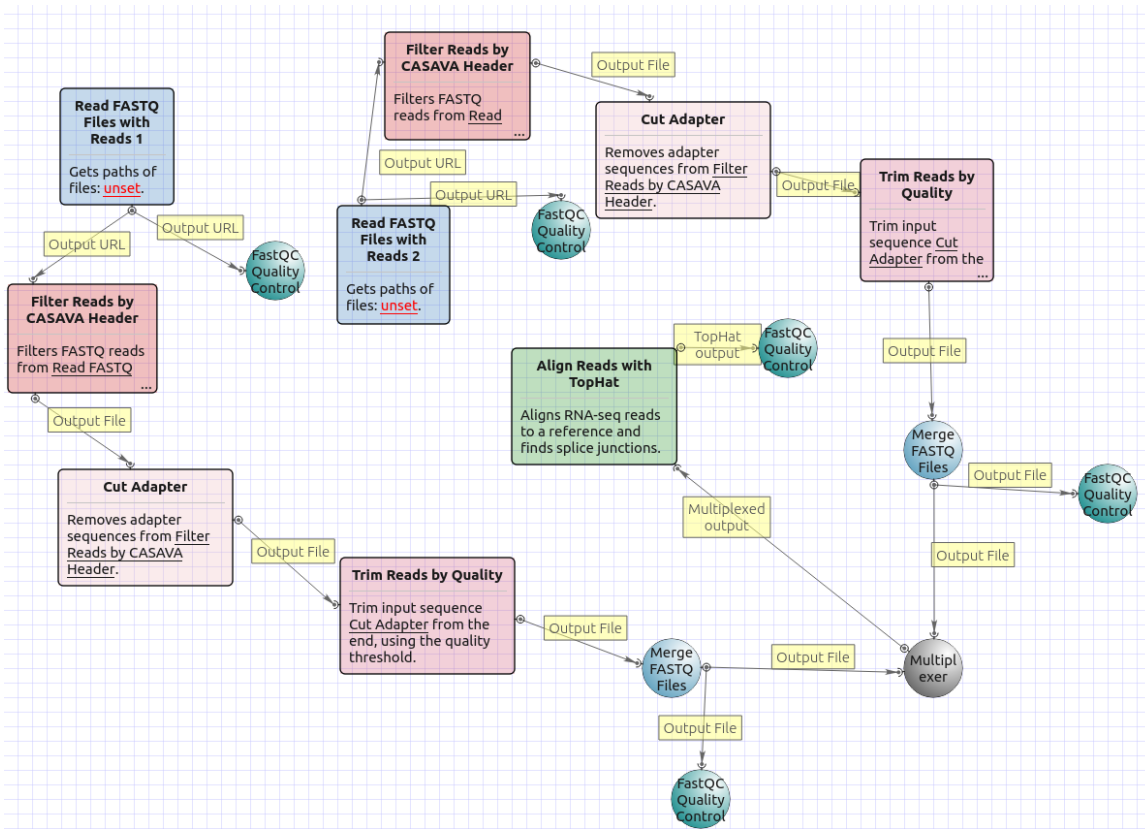 Filter Reads by
CASAVA Header
Filters FASTQ
reads from Read
...
Output File
Read FASTQ
Files with
Reads 1
Gets paths of
files: unset.
Cut Adapter
Removes adapter
sequences from Filter
Reads by CASAVA
Header.
Output URL
Output URL
Output File
Trim Reads by
Quality
Trim input
sequence Cut
Adapter from the
...
Read FASTQ
Files with
Reads 2
Gets paths of
files: unset.
FastQC
Quality
Control
Output URL
Output URL
FastQC
Quality
Control
Filter Reads by
CASAVA Header
Filters FASTQ reads
from Read FASTQ
...
TopHat
output
FastQC
Quality
Control
Output File
Align Reads with
TopHat
Aligns RNA-seq reads
to a reference and
finds splice junctions.
Output File
Merge
FASTQ
Files
Output File
FastQC
Quality
Control
Cut Adapter
Removes adapter
sequences from Filter
Reads by CASAVA
Header.
Multiplexed
output
Output File
Output File
Trim Reads by Quality
Trim input sequence
Cut Adapter from the
end, using the quality
threshold.
Output File
Merge
FASTQ
Files
Output File
Multipl
exer
Output File
FastQC
Quality
Control